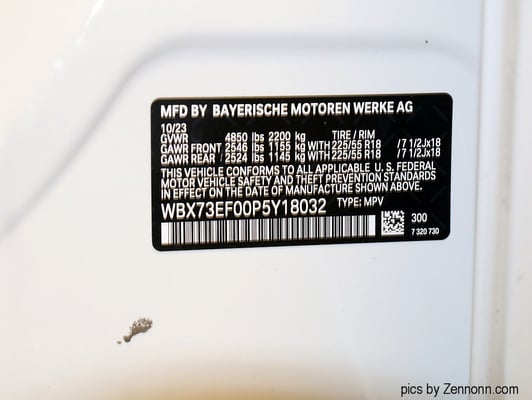 MFD BY BAYERISCHE MOTOREN WERKE AG
10/23
GVWR 4850 lbs 2200 kg TIRE / RIM
GAWR FRONT 2546 lbs 1155 kg WITH 225/55 R18 /7 1/2Jx18
GAWR REAR 2524 lbs 1145 kg WITH 225/55 R18 /7 1/2Jx18
THIS VEHICLE CONFORMS TO ALL APPLICABLE U. S. FEDERAL
MOTOR VEHICLE SAFETY AND THEFT PREVENTION STANDARDS
IN EFFECT ON THE DATE OF MANUFACTURE SHOWN ABOVE.
WBX73EF00P5Y18032 TYPE: MPV
300
7 320 730
pics by Zennonn.com